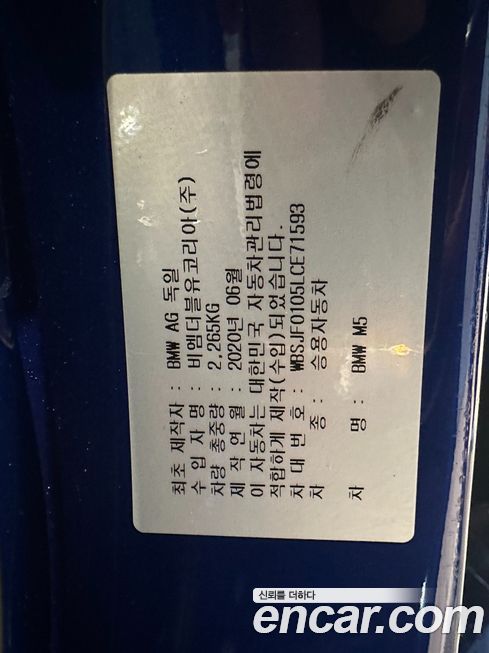 최초 제작자 : BMW AG 독일
수 입 자 명 : 비엠더블유코리아(주)
차량 총중량 : 2,265KG
제 작 연 월 : 2020년 06월
이 자동차는 대한민국 자동차관리법령에
적합하게 제작(수입)되었습니다.
차 대 번 호 : WBSJF0105LCE71593
차 종 : 승용자동차
차 명 : BMW M5
신뢰를 더하다
encar.com